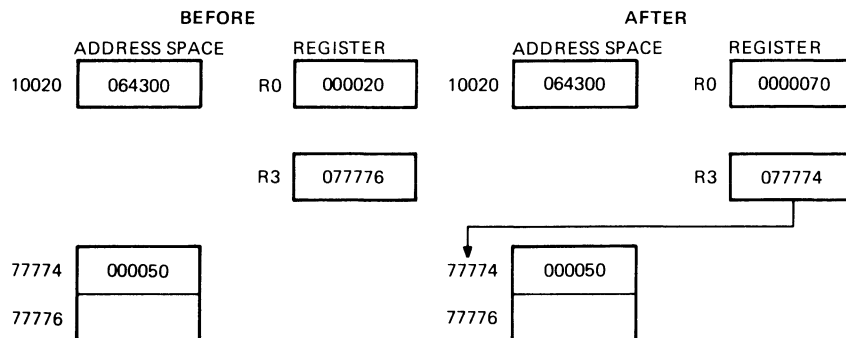 BEFORE AFTER
ADDRESS SPACE REGISTER ADDRESS SPACE REGISTER
10020 064300 R0 000020 10020 064300 R0 0000070
R3 077776 R3 077774
77774 000050 77774 000050
77776 77776